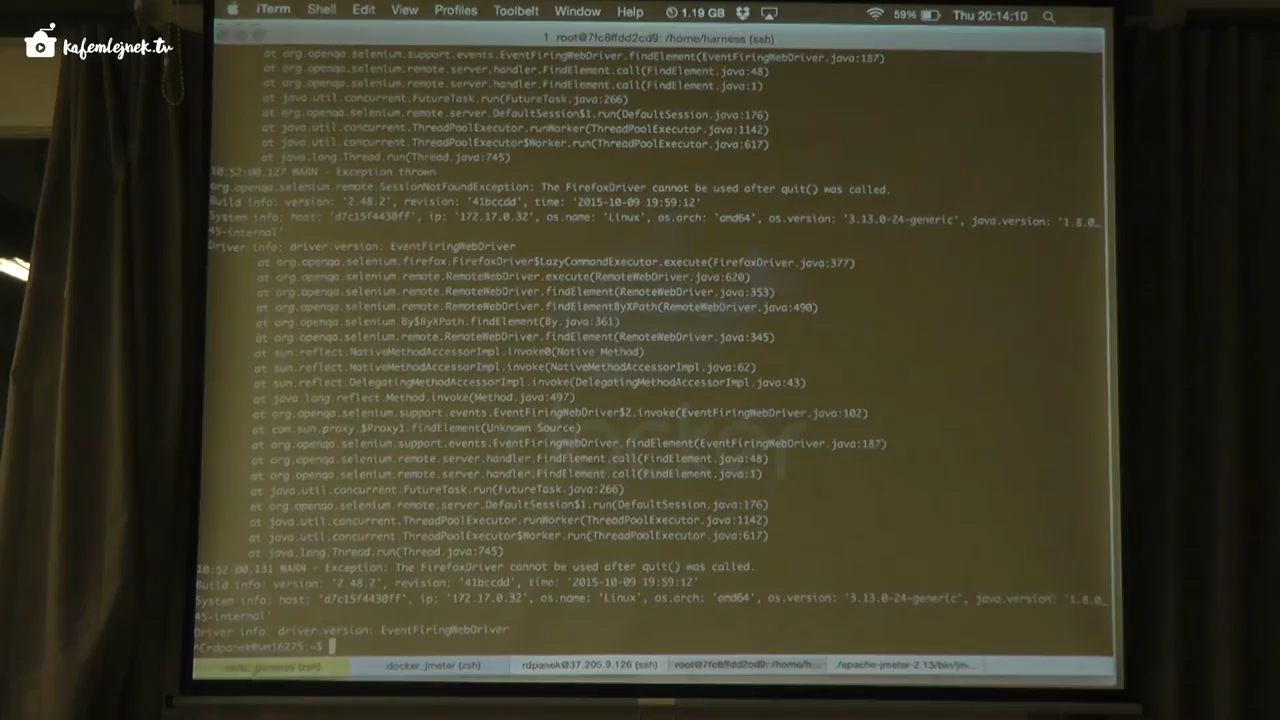 kafemlejnek.tv
iTerm Shell Edit View Profiles Toolbelt Window Help 1.19 GB 59% Thu 20:14:10
1. root@7fc8ffdd2cd9: /home/harness (ssh)
at org.openqa.selenium.support.events.EventFiringWebDriver.findElement(EventFiringWebDriver.java:187)
at org.openqa.selenium.remote.server.handler.FindElement.call(FindElement.java:48)
at org.openqa.selenium.remote.server.handler.FindElement.call(FindElement.java:1)
at java.util.concurrent.FutureTask.run(FutureTask.java:266)
at org.openqa.selenium.remote.server.DefaultSession$1.run(DefaultSession.java:176)
at java.util.concurrent.ThreadPoolExecutor.runWorker(ThreadPoolExecutor.java:1142)
at java.util.concurrent.ThreadPoolExecutor$Worker.run(ThreadPoolExecutor.java:617)
at java.lang.Thread.run(Thread.java:745)
10:52:00.127 WARN - Exception thrown
org.openqa.selenium.remote.SessionNotFoundException: The FirefoxDriver cannot be used after quit() was called.
Build info: version: '2.48.2', revision: '41bccdd', time: '2015-10-09 19:59:12'
System info: host: 'd7c15f4430ff', ip: '172.17.0.32', os.name: 'Linux', os.arch: 'amd64', os.version: '3.13.0-24-generic', java.version: '1.8.0_
45-internal'
Driver info: driver.version: EventFiringWebDriver
at org.openqa.selenium.firefox.FirefoxDriver$LazyCommandExecutor.execute(FirefoxDriver.java:377)
at org.openqa.selenium.remote.RemoteWebDriver.execute(RemoteWebDriver.java:620)
at org.openqa.selenium.remote.RemoteWebDriver.findElement(RemoteWebDriver.java:353)
at org.openqa.selenium.remote.RemoteWebDriver.findElementByXPath(RemoteWebDriver.java:490)
at org.openqa.selenium.By$ByXPath.findElement(By.java:361)
at org.openqa.selenium.remote.RemoteWebDriver.findElement(RemoteWebDriver.java:345)
at sun.reflect.NativeMethodAccessorImpl.invoke0(Native Method)
at sun.reflect.NativeMethodAccessorImpl.invoke(NativeMethodAccessorImpl.java:62)
at sun.reflect.DelegatingMethodAccessorImpl.invoke(DelegatingMethodAccessorImpl.java:43)
at java.lang.reflect.Method.invoke(Method.java:497)
at org.openqa.selenium.support.events.EventFiringWebDriver$2.invoke(EventFiringWebDriver.java:102)
at com.sun.proxy.$Proxy1.findElement(Unknown Source)
at org.openqa.selenium.support.events.EventFiringWebDriver.findElement(EventFiringWebDriver.java:187)
at org.openqa.selenium.remote.server.handler.FindElement.call(FindElement.java:48)
at org.openqa.selenium.remote.server.handler.FindElement.call(FindElement.java:1)
at java.util.concurrent.FutureTask.run(FutureTask.java:266)
at org.openqa.selenium.remote.server.DefaultSession$1.run(DefaultSession.java:176)
at java.util.concurrent.ThreadPoolExecutor.runWorker(ThreadPoolExecutor.java:1142)
at java.util.concurrent.ThreadPoolExecutor$Worker.run(ThreadPoolExecutor.java:617)
at java.lang.Thread.run(Thread.java:745)
10:52:00.131 WARN - Exception: The FirefoxDriver cannot be used after quit() was called.
Build info: version: '2.48.2', revision: '41bccdd', time: '2015-10-09 19:59:12'
System info: host: 'd7c15f4430ff', ip: '172.17.0.32', os.name: 'Linux', os.arch: 'amd64', os.version: '3.13.0-24-generic', java.version: '1.8.0_
45-internal'
Driver info: driver.version: EventFiringWebDriver
^Crdpanek@vm16275:~$
.docker_jmeter (zsh) rdpanek@37.205.9.126 (ssh) root@7fc8ffdd2cd9: /home/h... ./apache-jmeter-2.13/bin/jm...